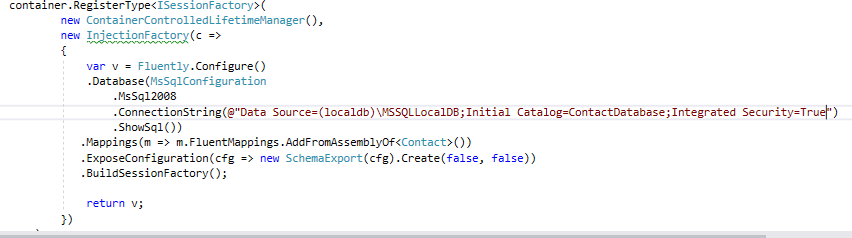 container.RegisterType<ISessionFactory>(
new ContainerControlledLifetimeManager(),
new InjectionFactory(c =>
{
var v = Fluently.Configure()
.Database(MsSqlConfiguration
.MsSql2008
.ConnectionString(@"Data Source=(localdb)\MSSQLLocalDB;Initial Catalog=ContactDatabase;Integrated Security=True")
.ShowSql())
.Mappings(m => m.FluentMappings.AddFromAssemblyOf<Contact>())
.ExposeConfiguration(cfg => new SchemaExport(cfg).Create(false, false))
.BuildSessionFactory();
return v;
})